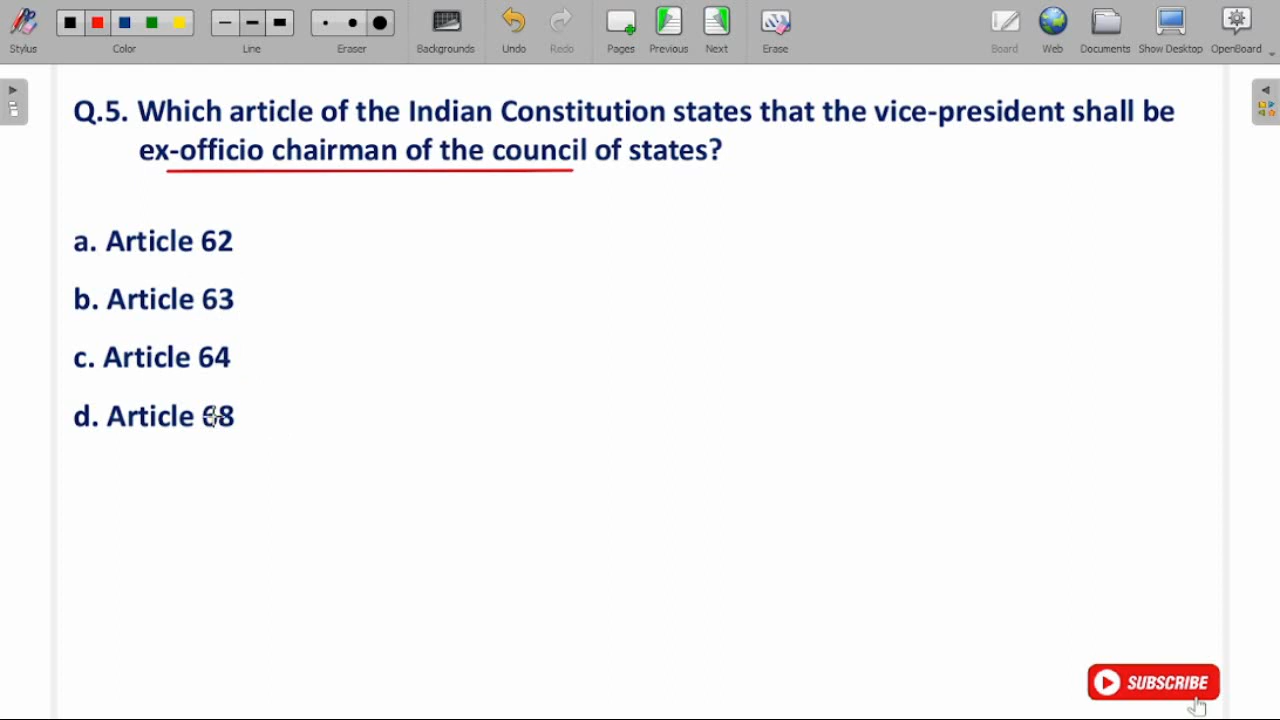 Stylus Color Line Eraser Backgrounds Undo Redo Pages Previous Next Erase Board Web Documents Show Desktop OpenBoard
Q.5. Which article of the Indian Constitution states that the vice-president shall be
ex-officio chairman of the council of states?
a. Article 62
b. Article 63
c. Article 64
d. Article 68
SUBSCRIBE